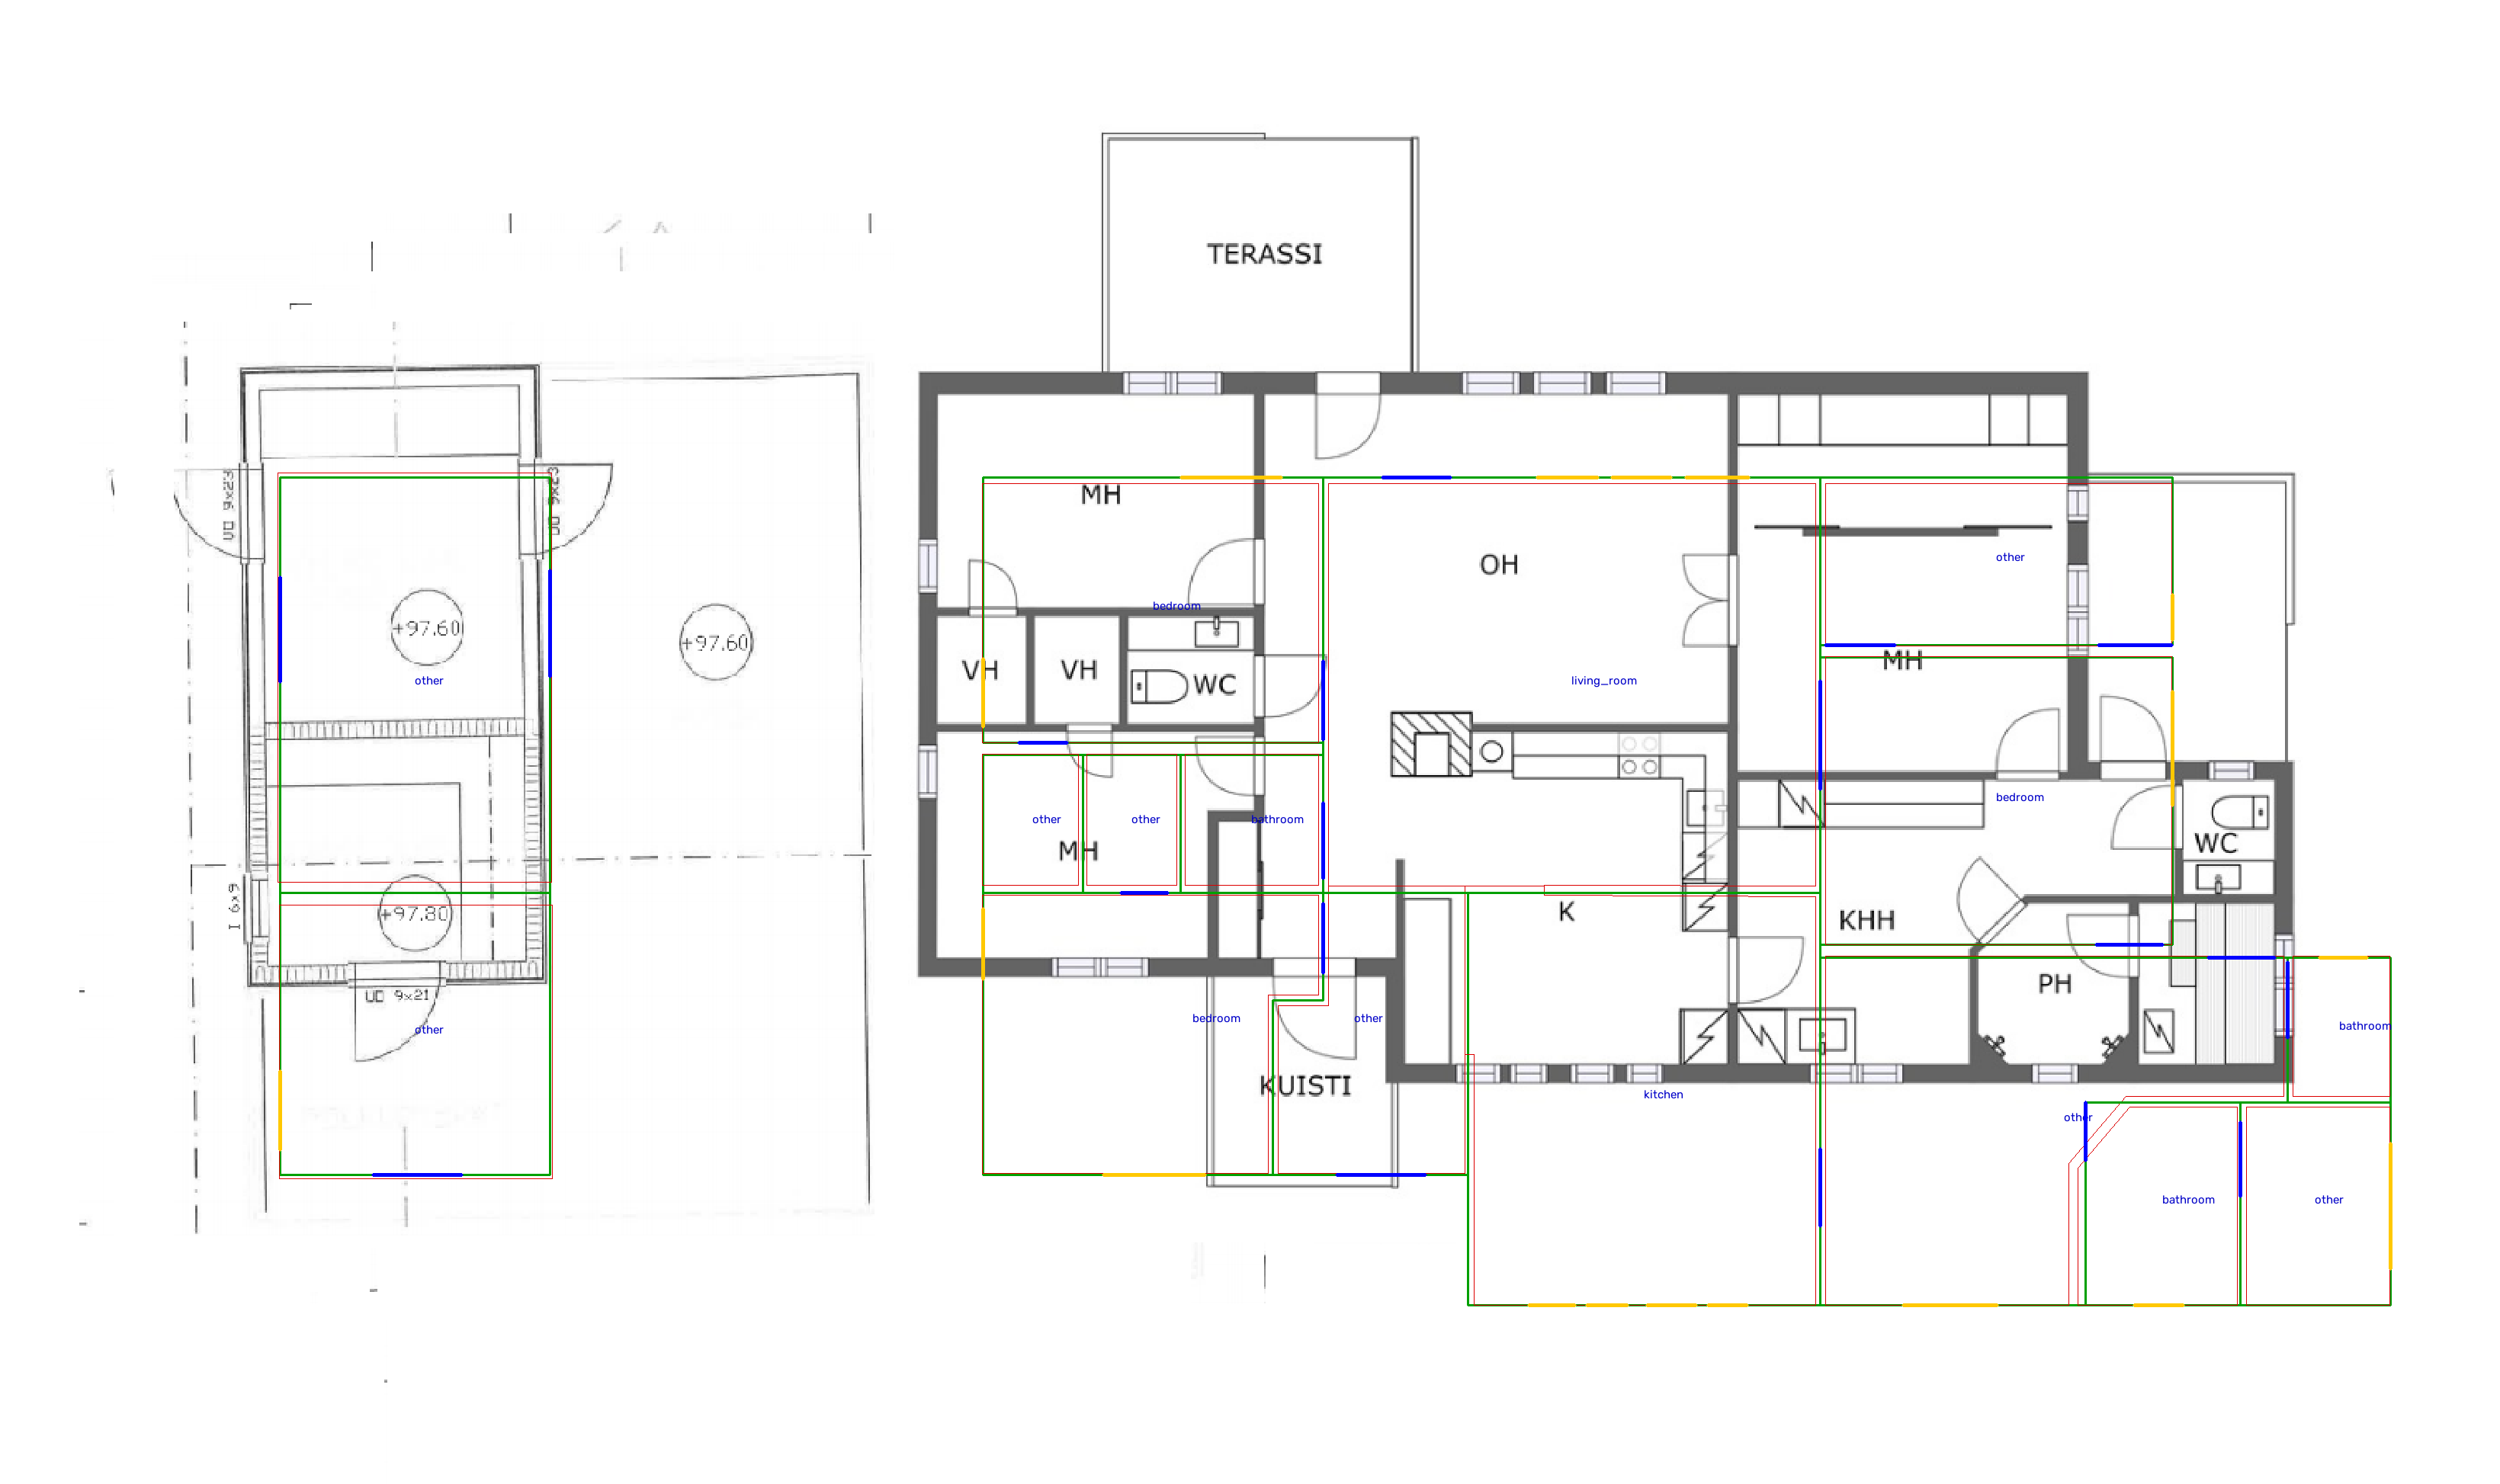 TERASSI
UO 9x23
UO 9x23
MH
OH
other
bedroom
+97.60
+97.60
VH
VH
WC
MH
other
living_room
bedroom
other
other
bathroom
MH
WC
I 6x9
+97.80
K
KHH
UO 9x21
PH
other
bedroom
other
bathroom
KUISTI
kitchen
other
bathroom
other